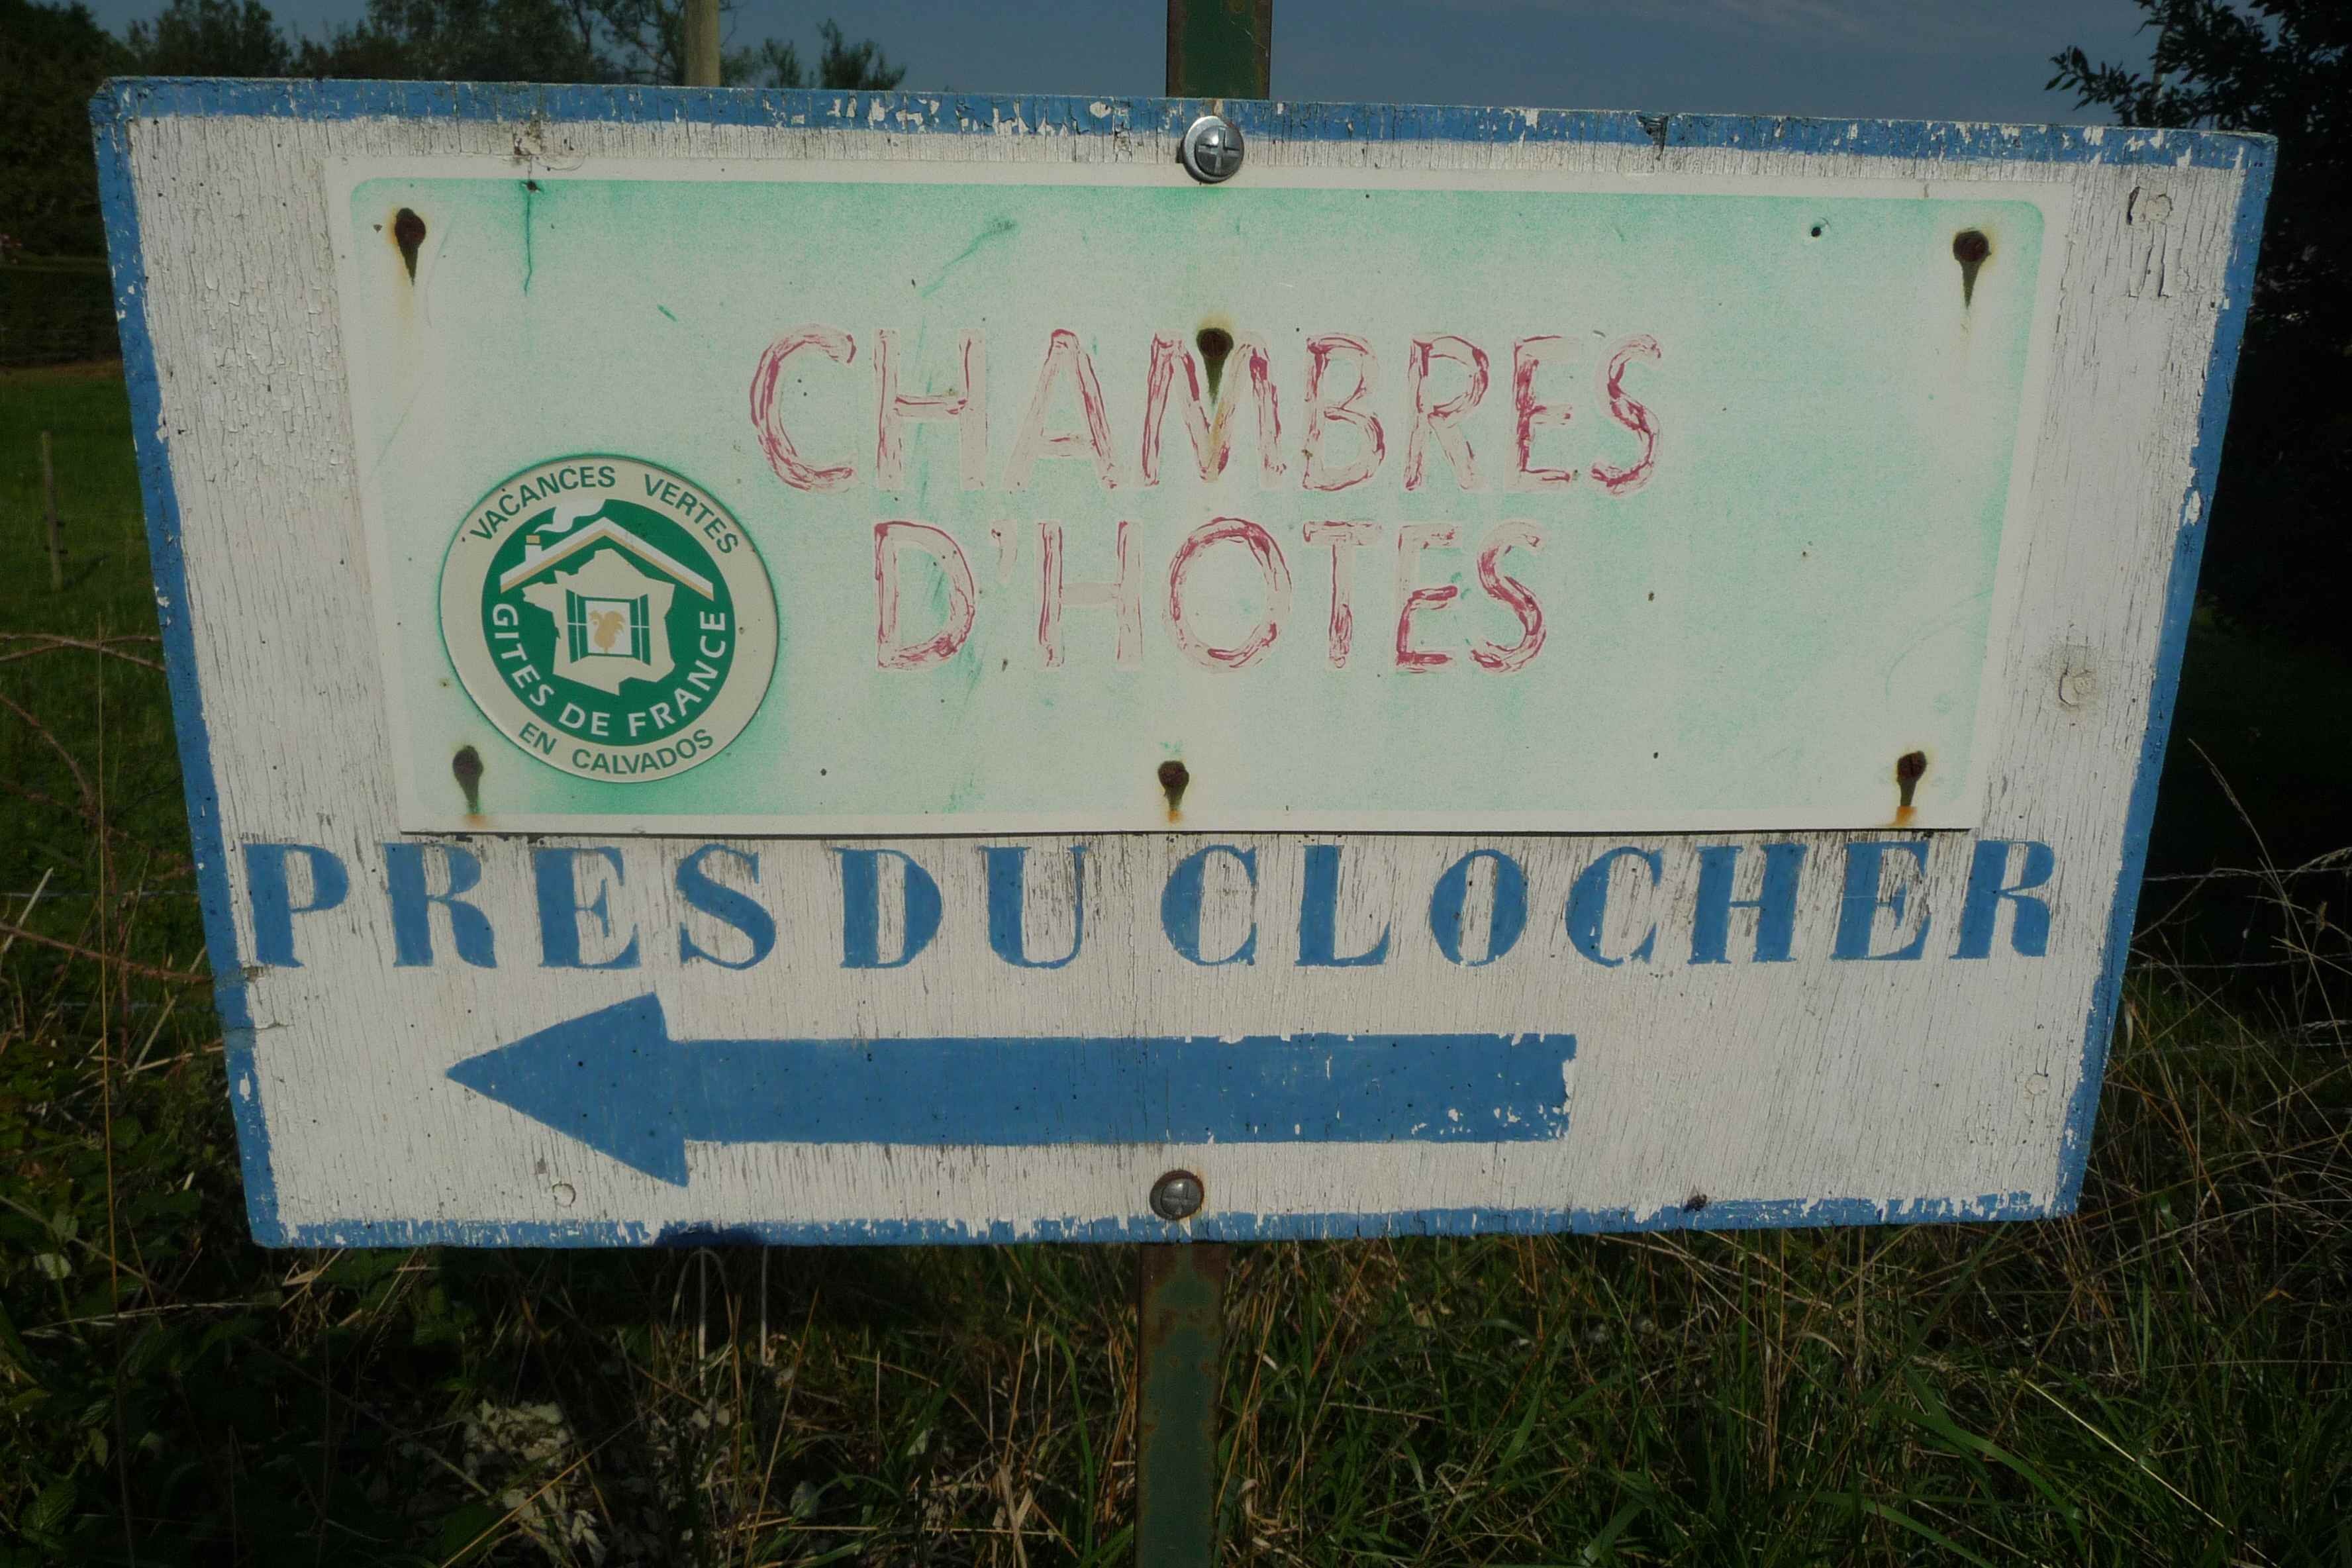 CHAMBRES
D'HOTES
VACANCES VERTES
GITES DE FRANCE
EN CALVADOS
PRES DU CLOCHER